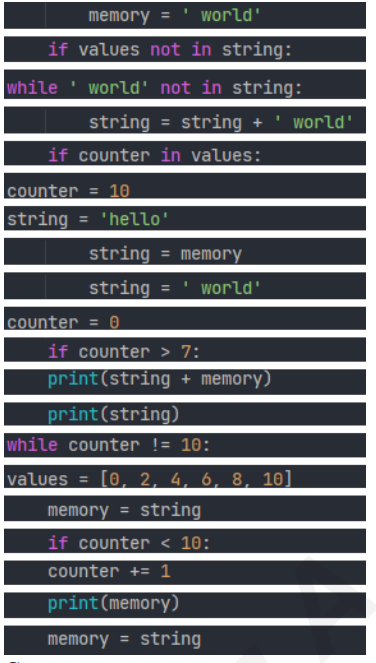 memory = ' world'
    if values not in string:
while ' world' not in string:
        string = string + ' world'
    if counter in values:
counter = 10
string = 'hello'
        string = memory
        string = ' world'
counter = 0
    if counter > 7:
    print(string + memory)
    print(string)
while counter != 10:
values = [0, 2, 4, 6, 8, 10]
    memory = string
    if counter < 10:
    counter += 1
    print(memory)
    memory = string